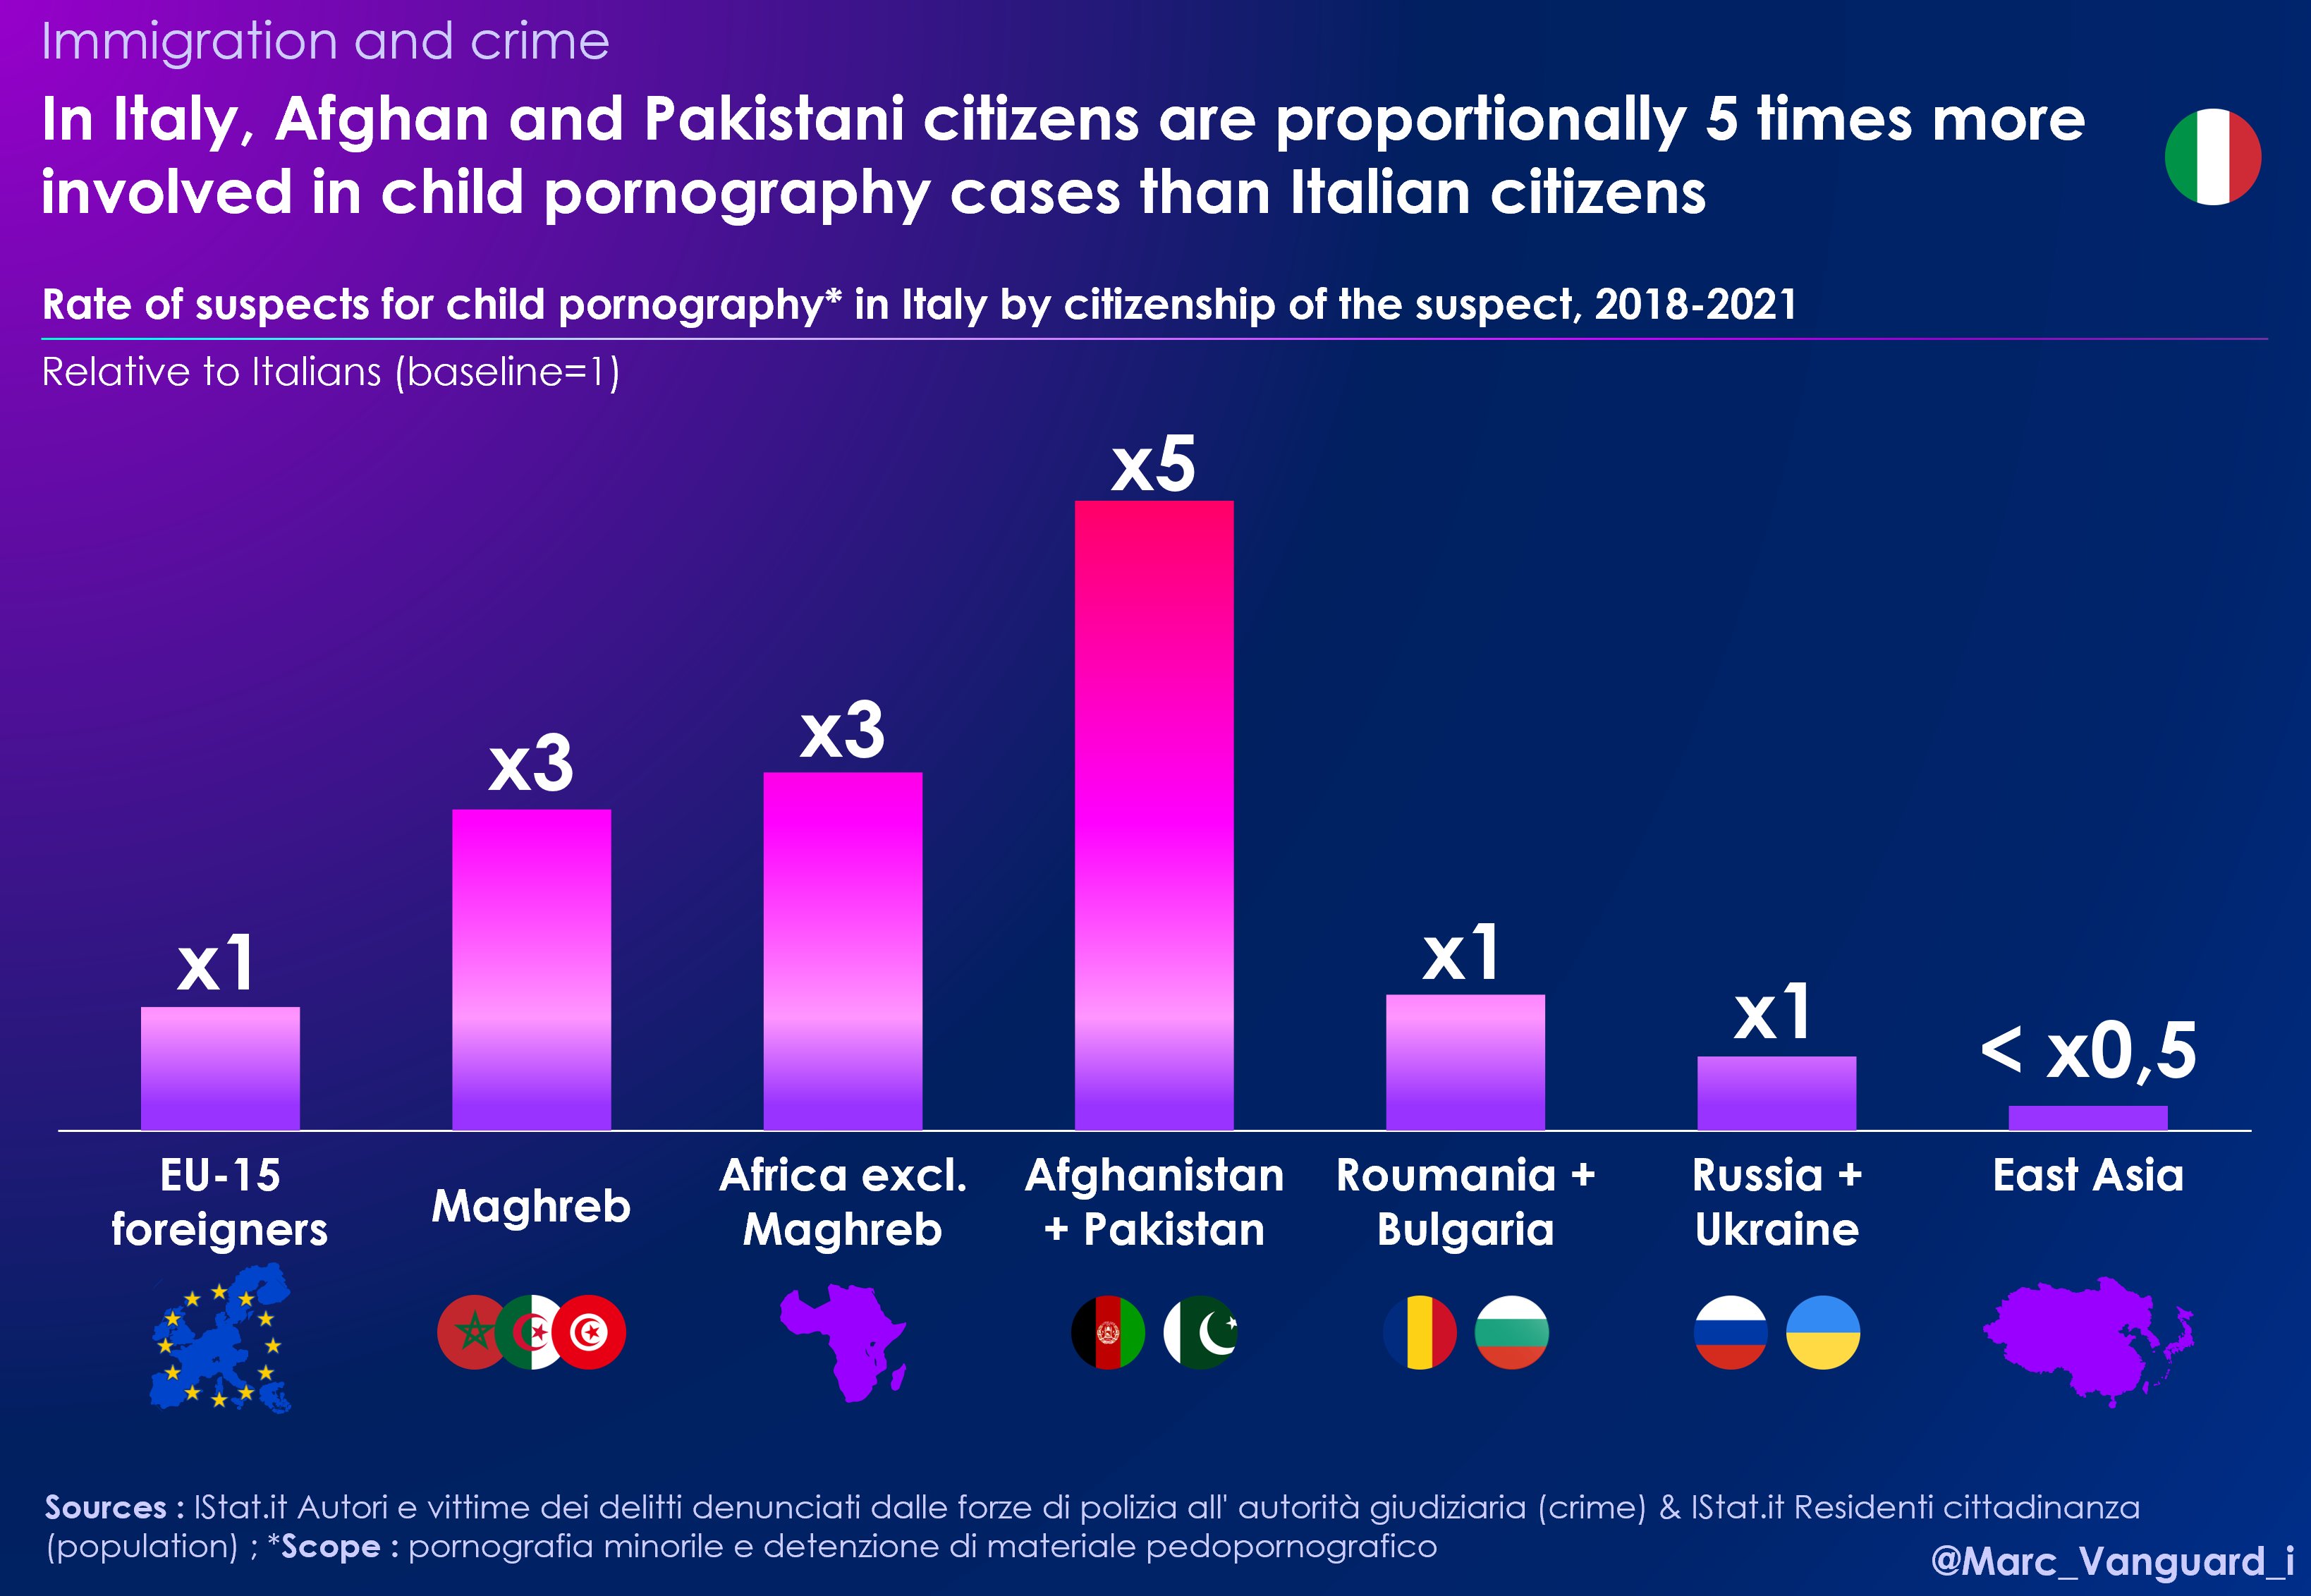 Immigration and crime
In Italy, Afghan and Pakistani citizens are proportionally 5 times more
involved in child pornography cases than Italian citizens
Rate of suspects for child pornography* in Italy by citizenship of the suspect, 2018-2021
Relative to Italians (baseline=1)
x1
x3
x3
x5
x1
x1
< x0,5
EU-15
foreigners
Maghreb
Africa excl.
Maghreb
Afghanistan
+ Pakistan
Roumania +
Bulgaria
Russia +
Ukraine
East Asia
Sources : IStat.it Autori e vittime dei delitti denunciati dalle forze di polizia all' autorità giudiziaria (crime) & IStat.it Residenti cittadinanza
(population) ; *Scope : pornografia minorile e detenzione di materiale pedopornografico
@Marc_Vanguard_i